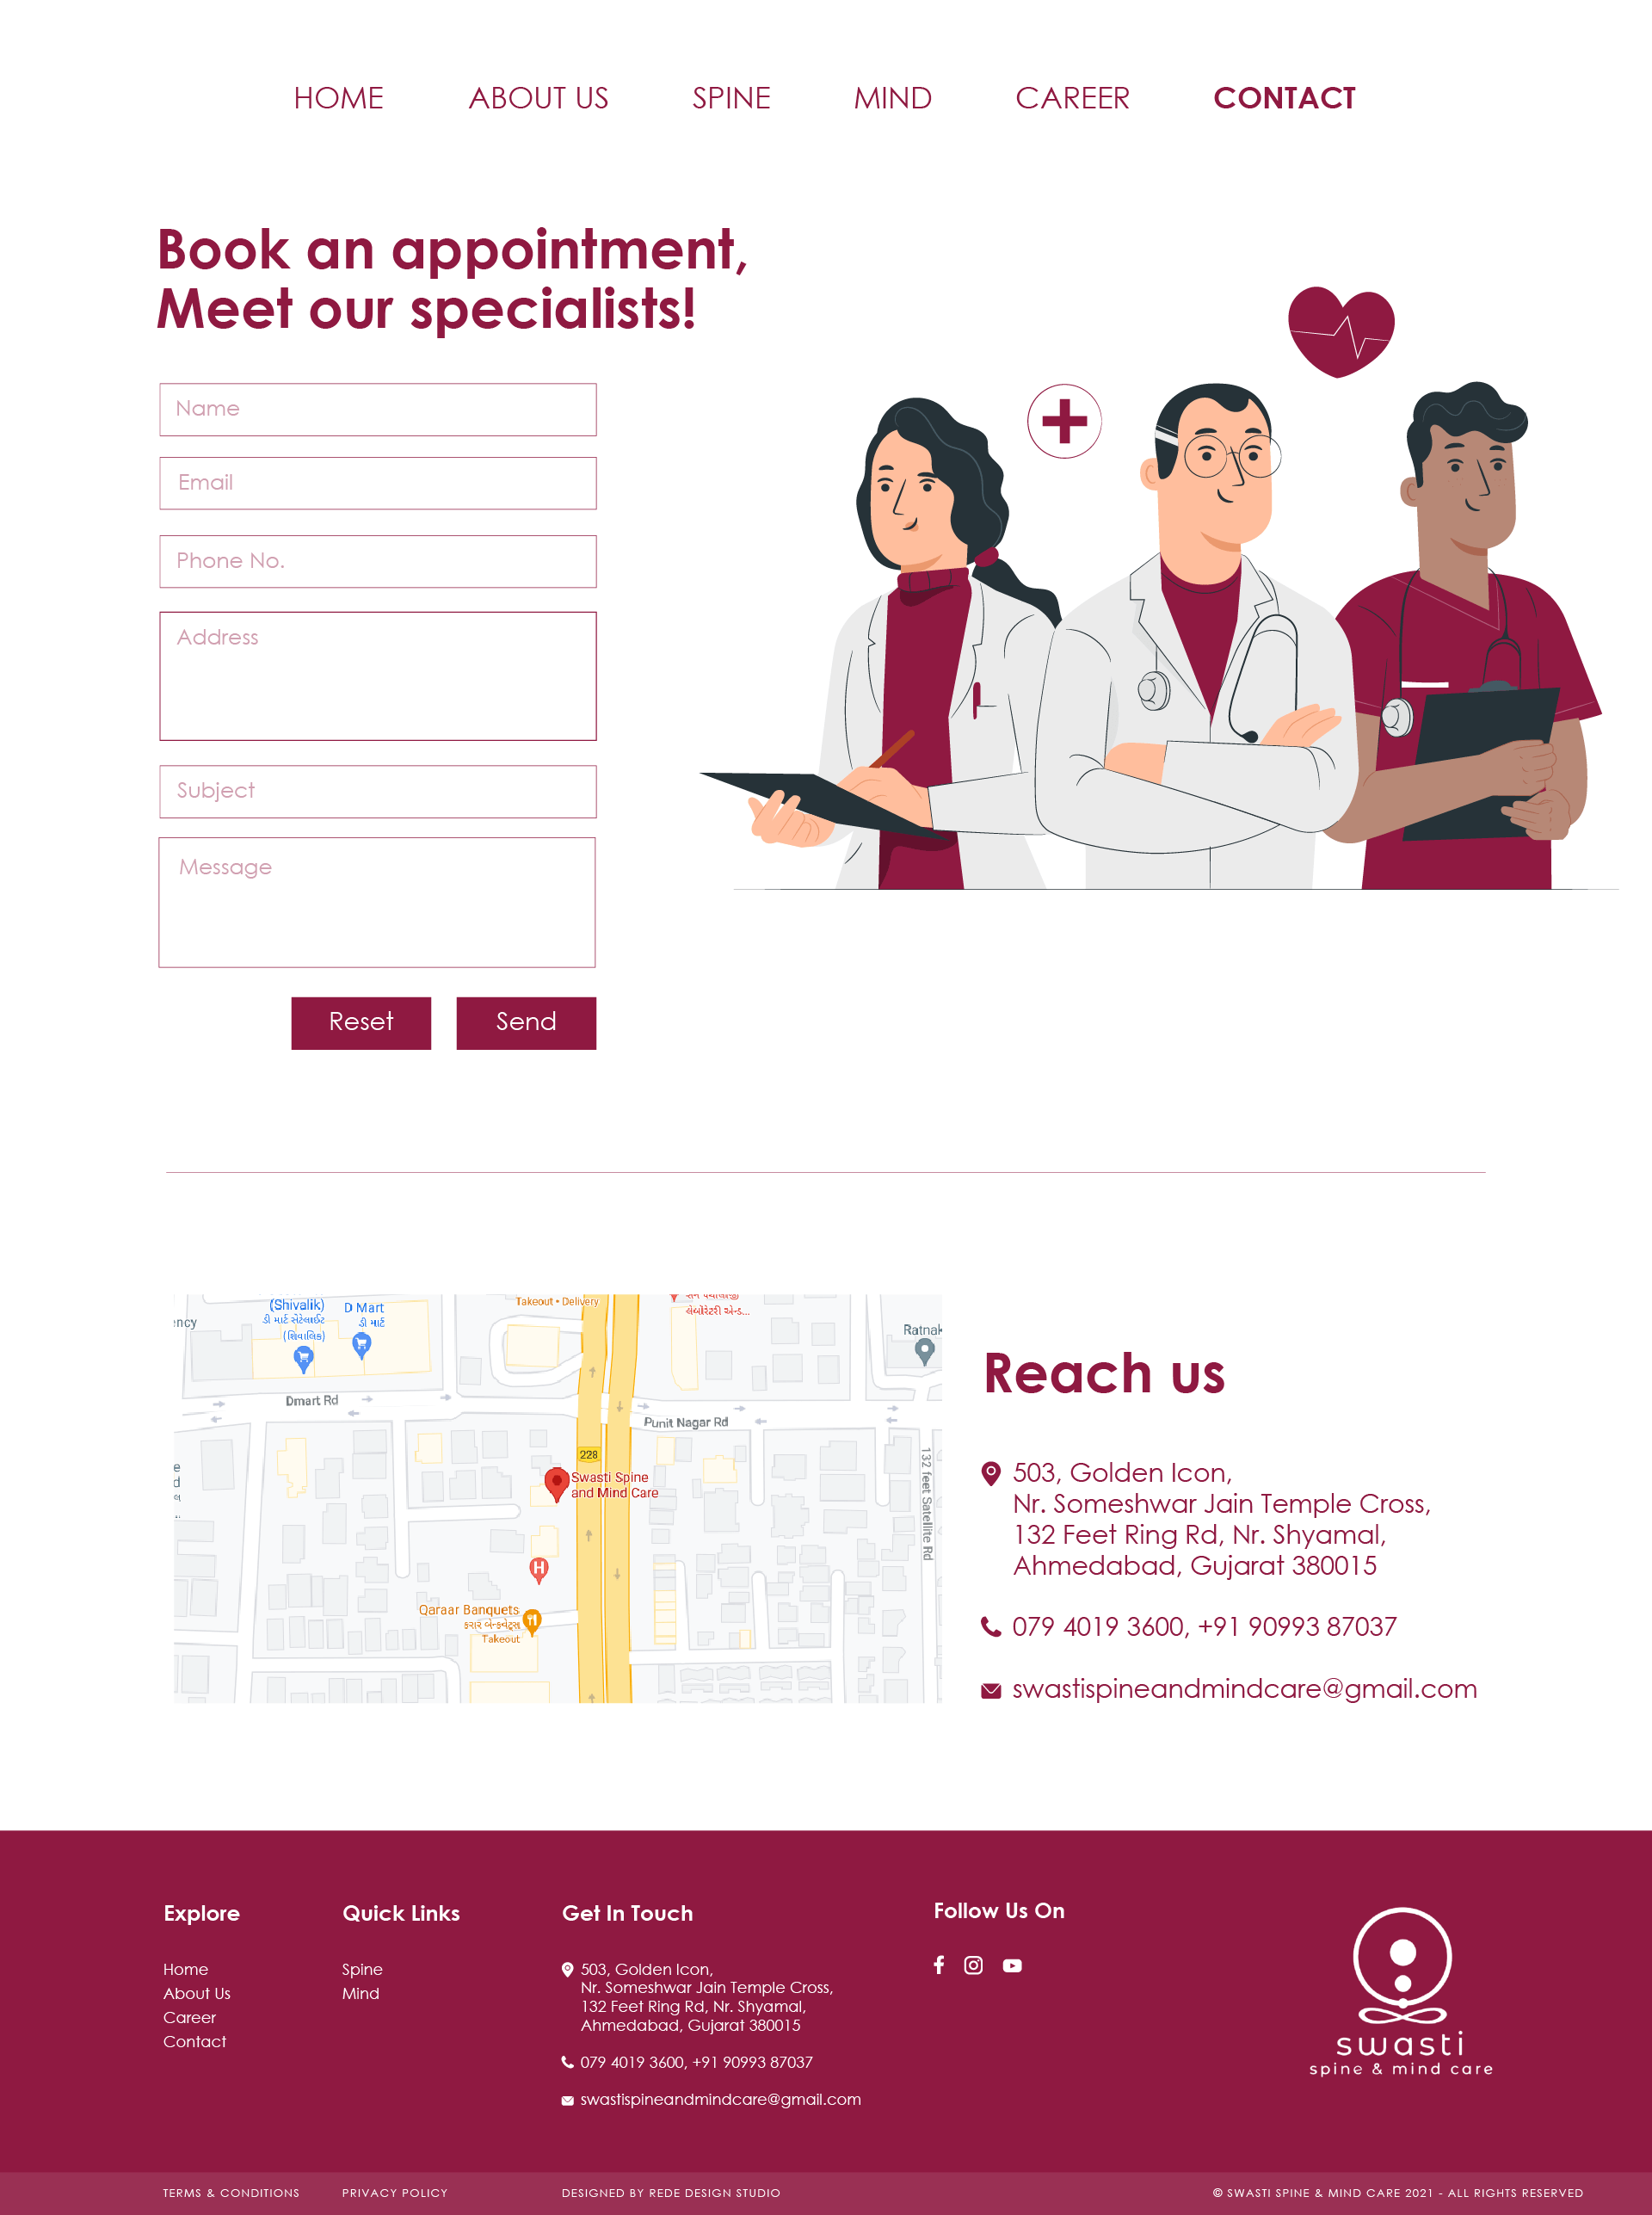 HOME ABOUT US SPINE MIND CAREER CONTACT
Book an appointment,
Meet our specialists!
Name
Email
Phone No.
Address
Subject
Message
Reset Send
(Shivalik)
ડી માર્ટ સેટેલાઈટ
(શિવાલિક)
D Mart
ડી માર્ટ
Takeout • Delivery
લેબોરેટરી એન્ડ...
Dmart Rd
Punit Nagar Rd
228
Swasti Spine
and Mind Care
132 feet Satellite Rd
H
Qaraar Banquets
કરાર બેન્કવેટ્સ
Takeout
Reach us
503, Golden Icon,
Nr. Someshwar Jain Temple Cross,
132 Feet Ring Rd, Nr. Shyamal,
Ahmedabad, Gujarat 380015
079 4019 3600, +91 90993 87037
swastispineandmindcare@gmail.com
Explore
Home
About Us
Career
Contact
Quick Links
Spine
Mind
Get In Touch
503, Golden Icon,
Nr. Someshwar Jain Temple Cross,
132 Feet Ring Rd, Nr. Shyamal,
Ahmedabad, Gujarat 380015
079 4019 3600, +91 90993 87037
swastispineandmindcare@gmail.com
Follow Us On
swasti
spine & mind care
TERMS & CONDITIONS PRIVACY POLICY DESIGNED BY REDE DESIGN STUDIO © SWASTI SPINE & MIND CARE 2021 - ALL RIGHTS RESERVED